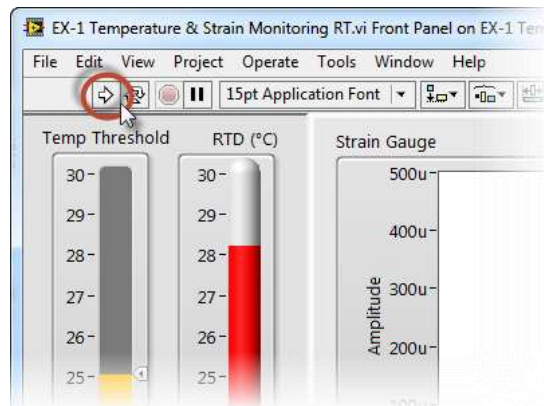 EX-1 Temperature & Strain Monitoring RT.vi Front Panel on EX-1
File Edit View Project Operate Tools Window Help
15pt Application Font
Temp Threshold RTD (°C) Strain Gauge
30 30 500u
29 29
400u
28 28
27 27 300u
Amplitude
26 26
200u
25 25
100u